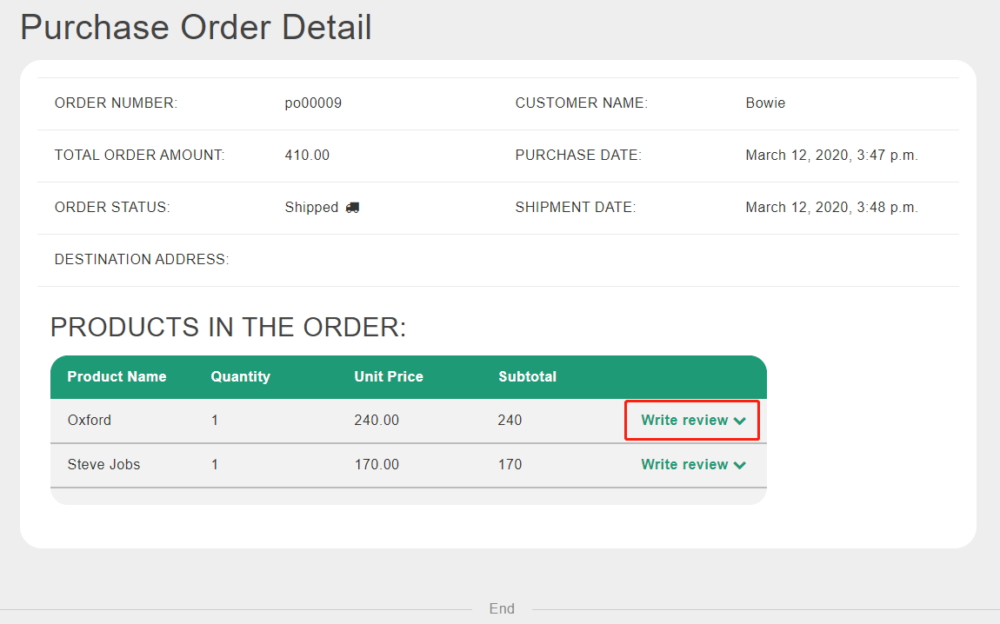 Purchase Order Detail
ORDER NUMBER: po00009 CUSTOMER NAME: Bowie
TOTAL ORDER AMOUNT: 410.00 PURCHASE DATE: March 12, 2020, 3:47 p.m.
ORDER STATUS: Shipped SHIPMENT DATE: March 12, 2020, 3:48 p.m.
DESTINATION ADDRESS:
PRODUCTS IN THE ORDER:
Product Name Quantity Unit Price Subtotal
Oxford 1 240.00 240 Write review
Steve Jobs 1 170.00 170 Write review
End